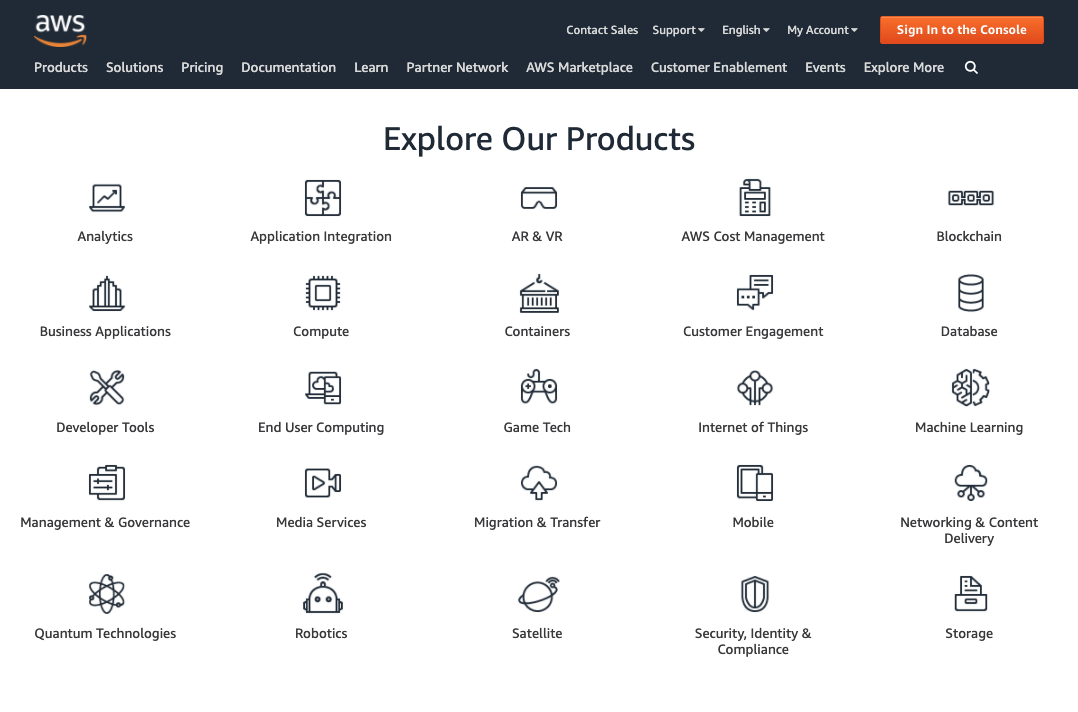 aws
Contact Sales Support English My Account Sign In to the Console
Products Solutions Pricing Documentation Learn Partner Network AWS Marketplace Customer Enablement Events Explore More
Explore Our Products
Analytics Application Integration AR & VR AWS Cost Management Blockchain
Business Applications Compute Containers Customer Engagement Database
Developer Tools End User Computing Game Tech Internet of Things Machine Learning
Management & Governance Media Services Migration & Transfer Mobile Networking & Content
Delivery
Quantum Technologies Robotics Satellite Security, Identity & Storage
Compliance